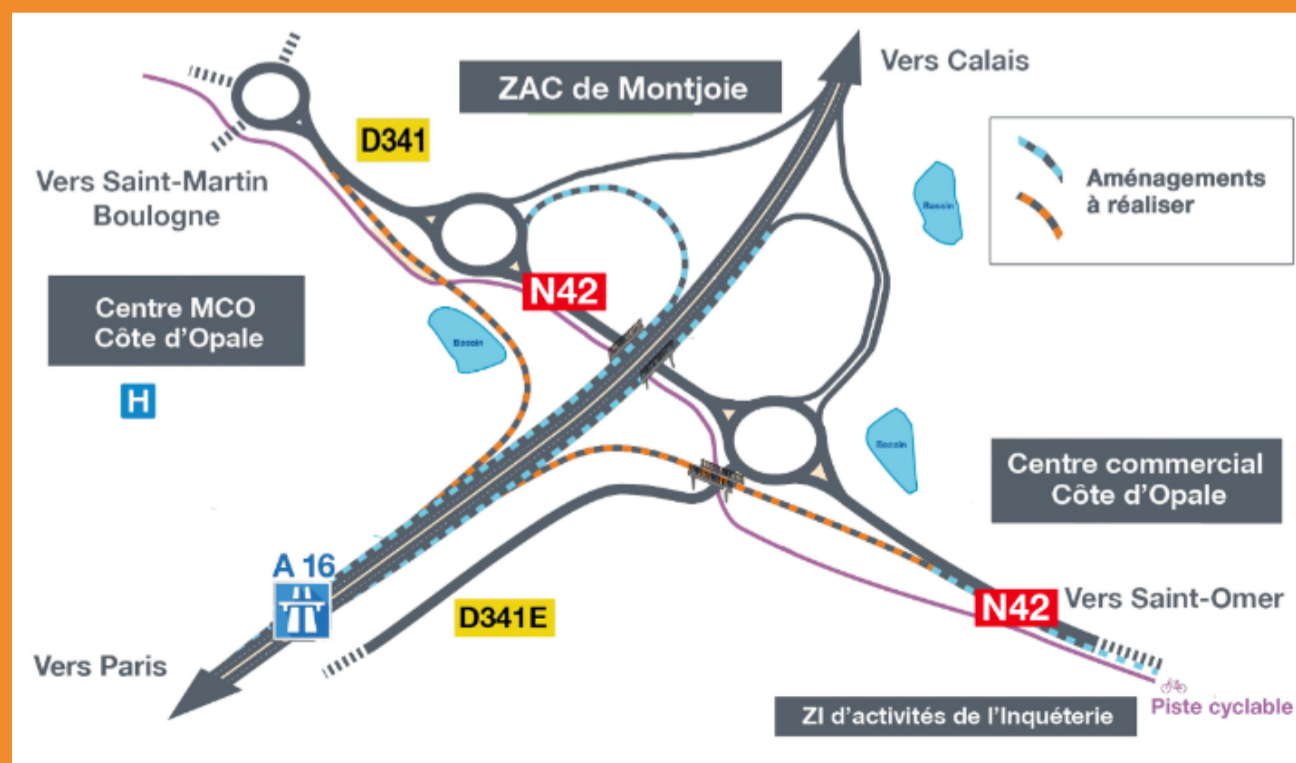 Vers Calais
ZAC de Montjoie
D341
Vers Saint-Martin
Boulogne
Aménagements
à réaliser
Bassin
Centre MCO
Côte d'Opale
N42
Bassin
H
Bassin
Centre commercial
Côte d'Opale
A 16
D341E
N42
Vers Saint-Omer
Vers Paris
ZI d'activités de l'Inquéterie
Piste cyclable